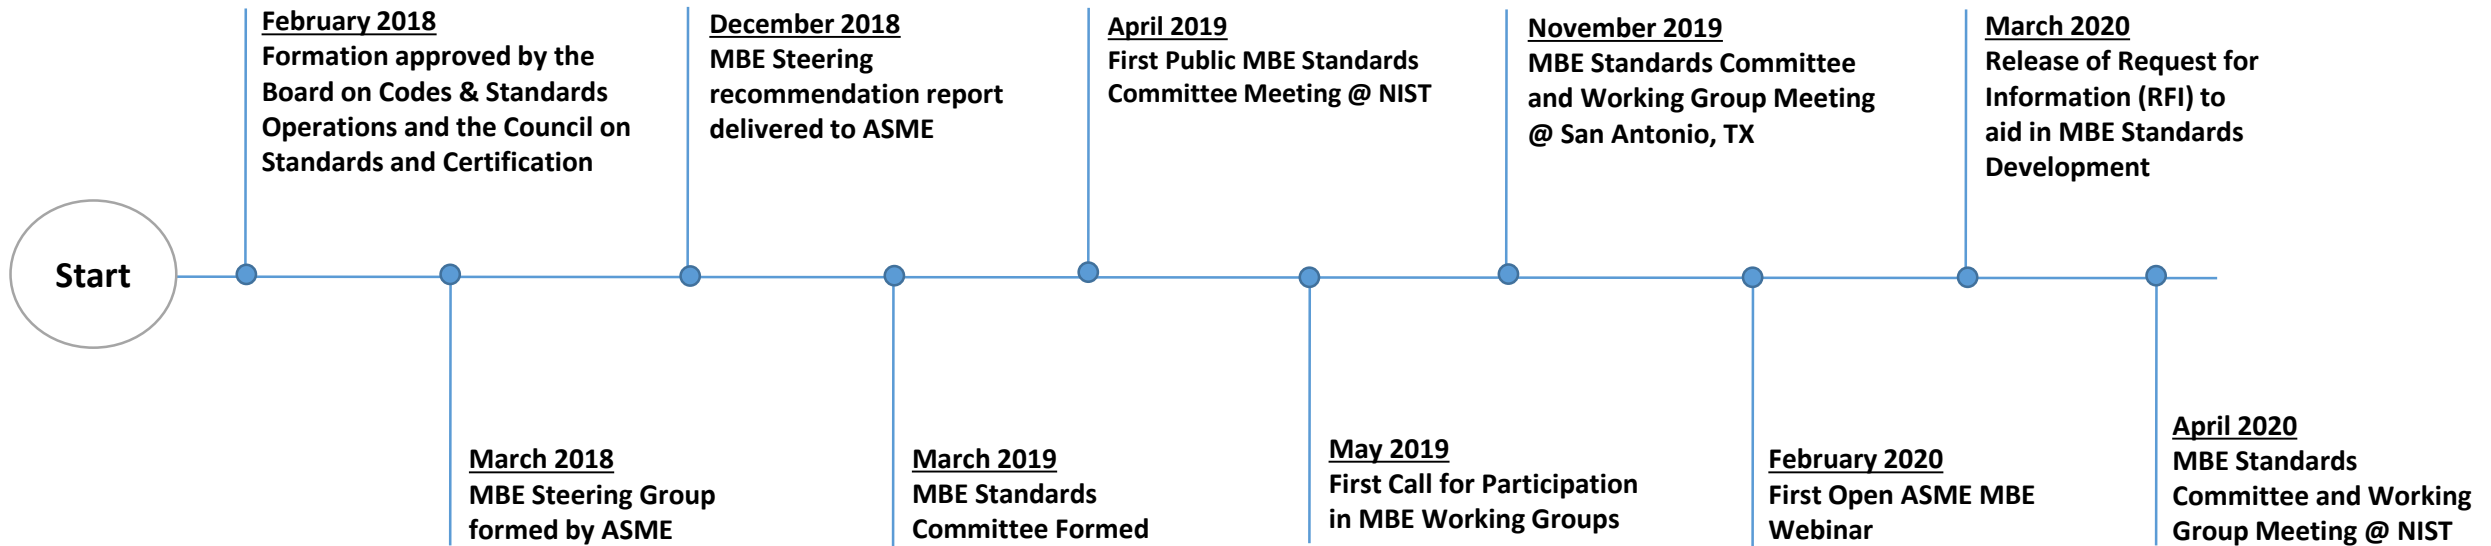 Start
February 2018
Formation approved by the
Board on Codes & Standards
Operations and the Council on
Standards and Certification
March 2018
MBE Steering Group
formed by ASME
December 2018
MBE Steering
recommendation report
delivered to ASME
March 2019
MBE Standards
Committee Formed
April 2019
First Public MBE Standards
Committee Meeting @ NIST
May 2019
First Call for Participation
in MBE Working Groups
November 2019
MBE Standards Committee
and Working Group Meeting
@ San Antonio, TX
February 2020
First Open ASME MBE
Webinar
March 2020
Release of Request for
Information (RFI) to
aid in MBE Standards
Development
April 2020
MBE Standards
Committee and Working
Group Meeting @ NIST